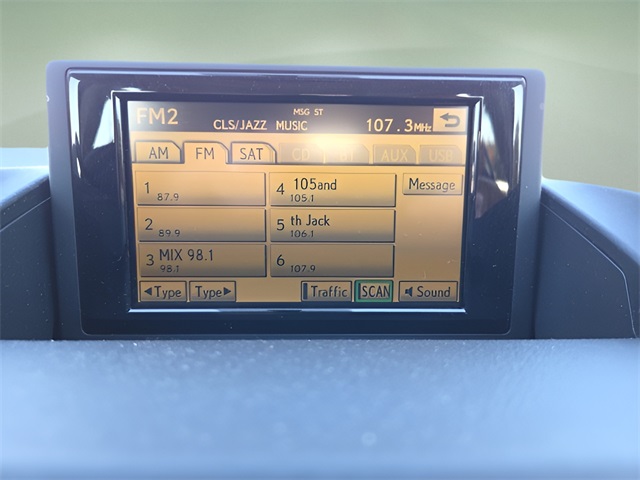 FM2 MSG ST
CLS/JAZZ MUSIC 107.3MHz
AM FM SAT CD AUX USB
1 87.9
4 105and 105.1
Message
2 89.9
5 th Jack 106.1
3 MIX 98.1 98.1
6 107.9
◀Type Type▶ Traffic SCAN Sound